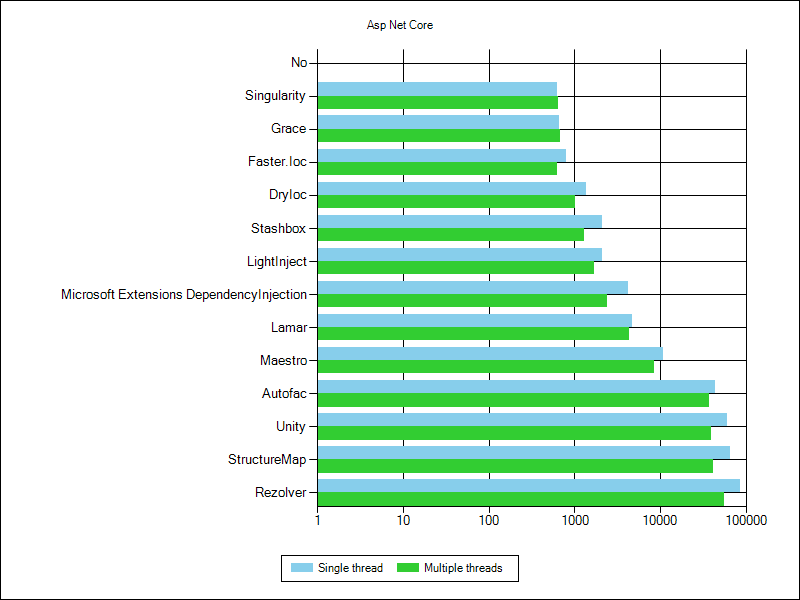 Asp Net Core
No
Singularity
Grace
Faster.Ioc
DryIoc
Stashbox
LightInject
Microsoft Extensions DependencyInjection
Lamar
Maestro
Autofac
Unity
StructureMap
Rezolver
1 10 100 1000 10000 100000
Single thread Multiple threads